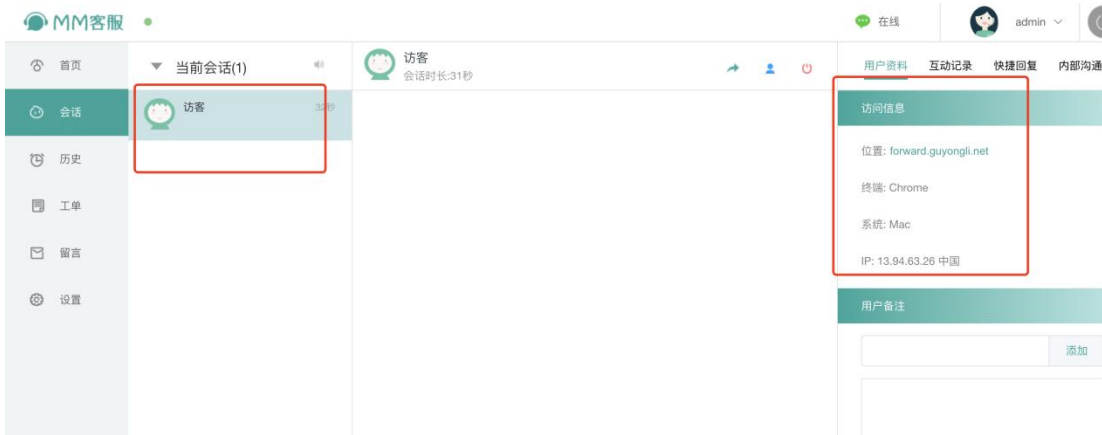 MM客服
在线
admin
首页
会话
历史
工单
留言
设置
当前会话(1)
访客
32秒
访客
会话时长:31秒
用户资料 互动记录 快捷回复 内部沟通
访问信息
位置: forward.guyongli.net
终端: Chrome
系统: Mac
IP: 13.94.63.26 中国
用户备注
添加